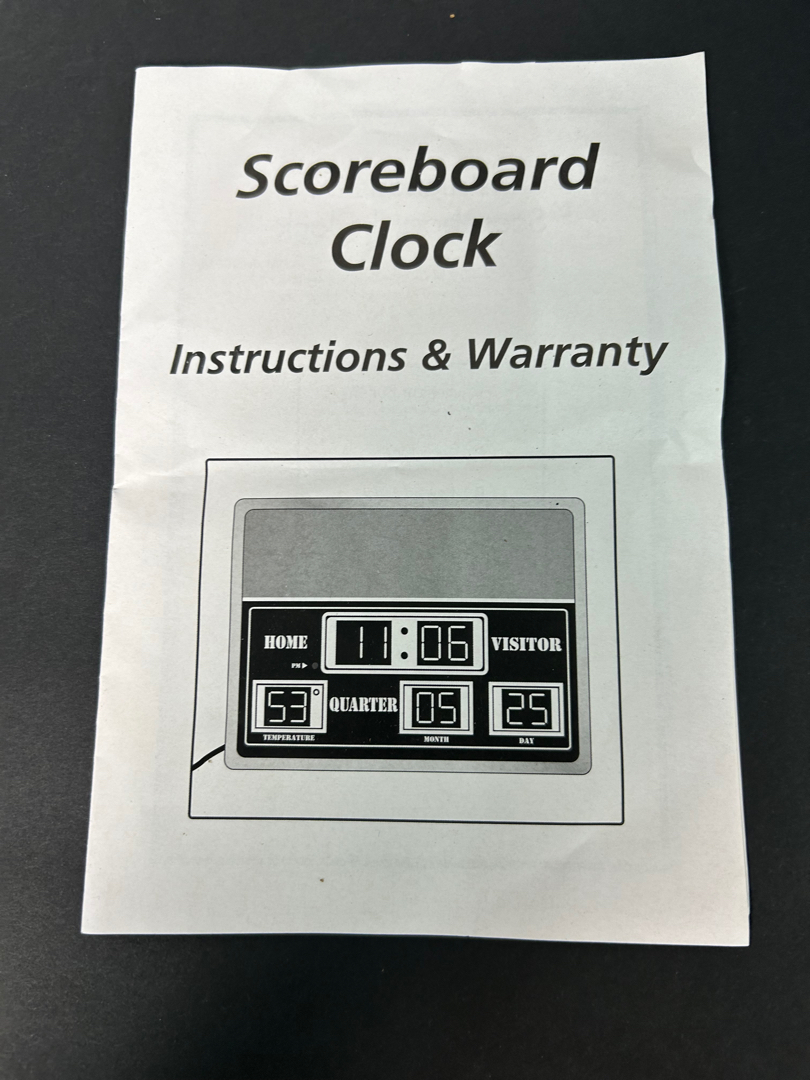 Scoreboard
Clock
Instructions & Warranty
HOME 11:06 VISITOR
PM
53° QUARTER 05 25
TEMPERATURE MONTH DAY